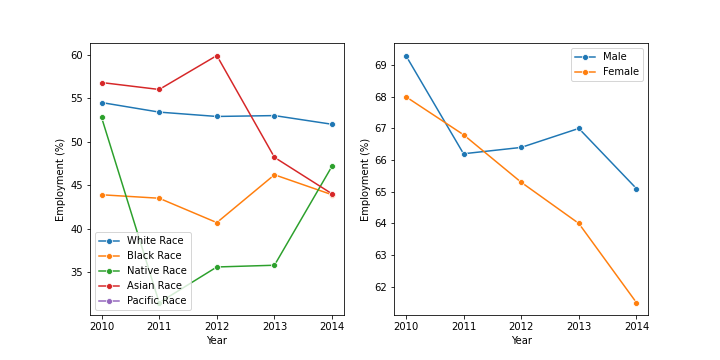 60
55
50
45
40
35
Employment (%)
White Race
Black Race
Native Race
Asian Race
Pacific Race
2010 2011 2012 2013 2014
Year
69
68
67
66
65
64
63
62
Employment (%)
Male
Female
2010 2011 2012 2013 2014
Year